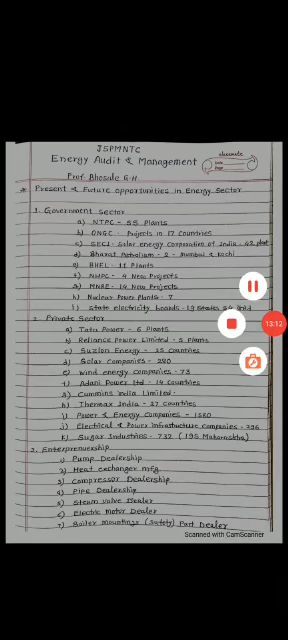 JSPMNTC
Energy Audit & Management
Prof. Bhosale G.H.
Present & Future opportunities in Energy Sector
1. Government Sector
a) NTPC - 55 Plants
b) ONGC - Projects in 17 Countries
c) SECI - Solar energy Corporation of India - 42 plant
d) Bharat Petroliam - 2 - Mumbai & Kochi
e) BHEL - 11 Plants
f) NHPC - 4 New Projects
g) MNRE - 14 New Projects
h) Nuclear Power Plants - 7
i) State electricity boards - 19 States
13:12
2. Private Sector
a) Tata Power - 6 Plants
b) Reliance Power Limited - 5 Plants
c) Suzlon Energy - 25 Countries
d) Solar Companies - 280
e) Wind energy Companies - 73
f) Adani Power Ltd - 14 Countries
g) Cummins India Limited.
h) Thermax India - 27 Countries
i) Power & Energy Companies - 1560
j) Electrical & Power Infrastructure Companies - 296
k) Sugar Industries - 732 (195 Maharashtra)
3. Enterprenuership
1) Pump Dealership
2) Heat exchanger mfg.
3) Compressor Dealership
4) Pipe Dealership
5) Steam valve Dealer
6) Electric Motor Dealer
7) Boiler mountings (Safety) Part Dealer
Scanned with CamScanner